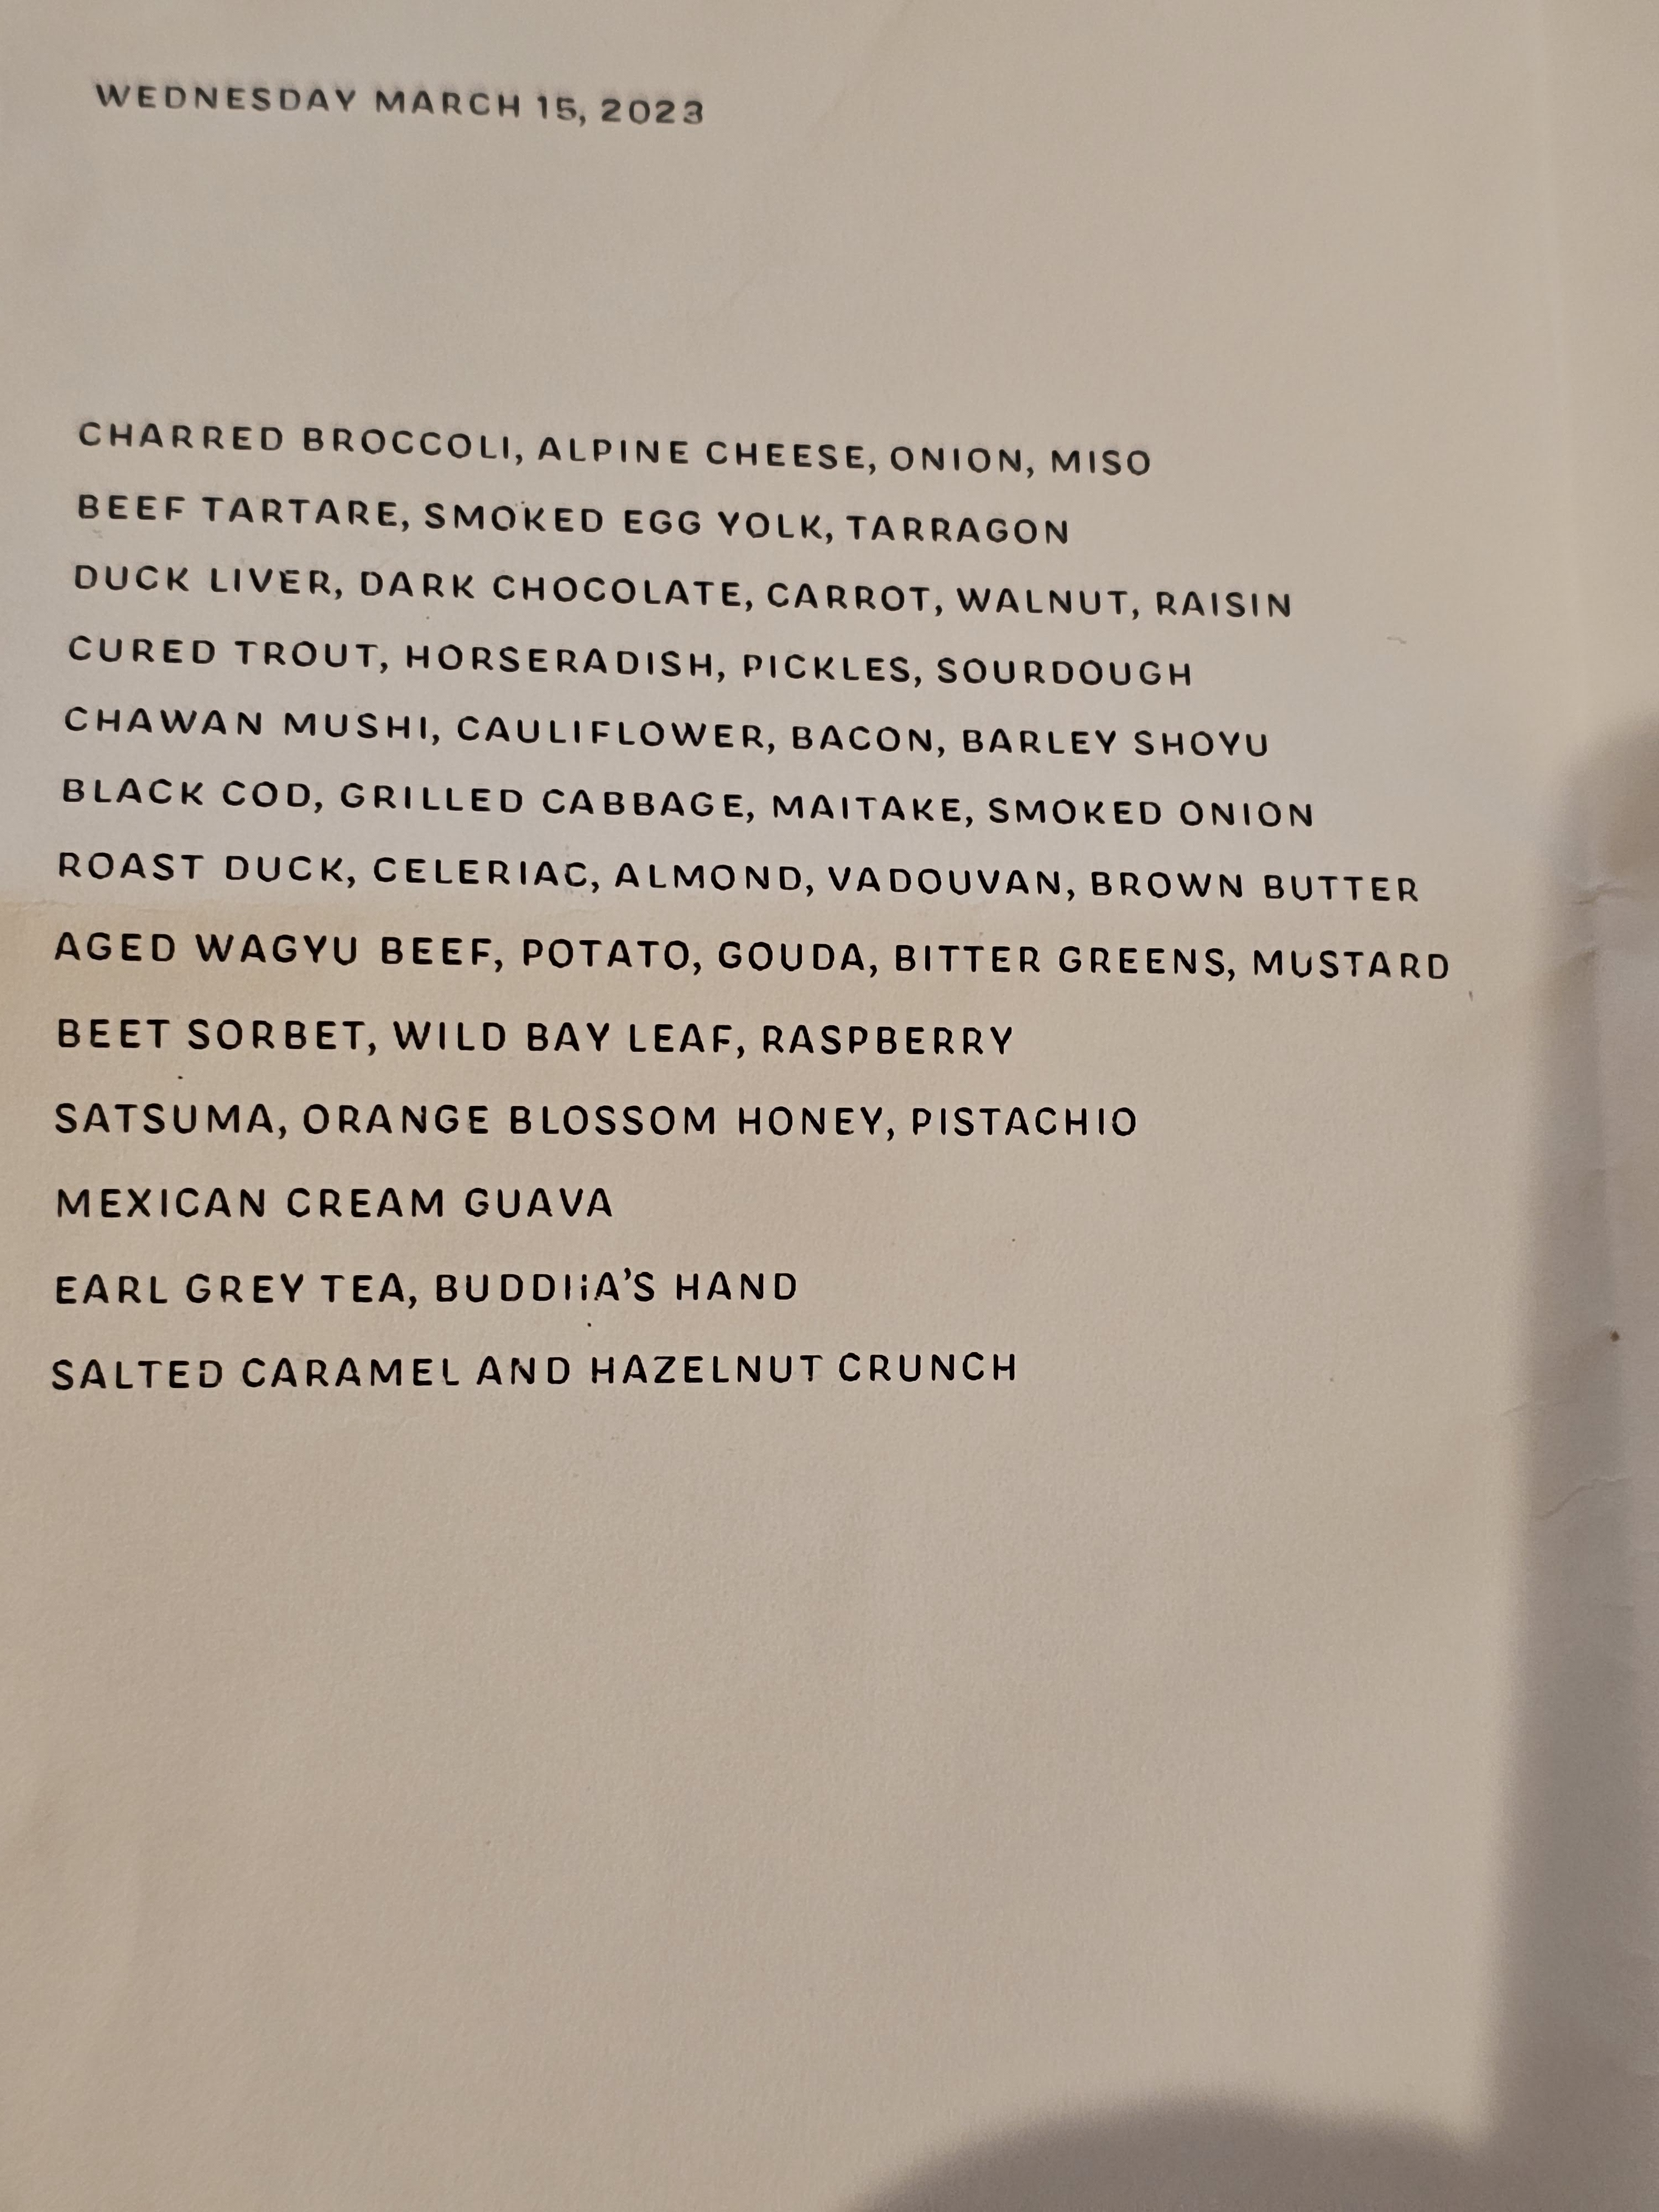 WEDNESDAY MARCH 15, 2023
CHARRED BROCCOLI, ALPINE CHEESE, ONION, MISO
BEEF TARTARE, SMOKED EGG YOLK, TARRAGON
DUCK LIVER, DARK CHOCOLATE, CARROT, WALNUT, RAISIN
CURED TROUT, HORSERADISH, PICKLES, SOURDOUGH
CHAWAN MUSHI, CAULIFLOWER, BACON, BARLEY SHOYU
BLACK COD, GRILLED CABBAGE, MAITAKE, SMOKED ONION
ROAST DUCK, CELERIAC, ALMOND, VADOUVAN, BROWN BUTTER
AGED WAGYU BEEF, POTATO, GOUDA, BITTER GREENS, MUSTARD
BEET SORBET, WILD BAY LEAF, RASPBERRY
SATSUMA, ORANGE BLOSSOM HONEY, PISTACHIO
MEXICAN CREAM GUAVA
EARL GREY TEA, BUDDHA'S HAND
SALTED CARAMEL AND HAZELNUT CRUNCH